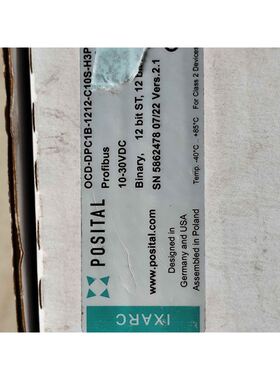 OCD-DPC1B-1212-C10S-H3P
Profibus
10-30VDC
Binary, 12 bit ST, 12 bit
SN 5862478 07/22 Vers.2.1
Temp. -40°C +85°C For Class 2 Devices
POSITAL
www.posital.com
Designed in
Germany and USA
Assembled in Poland
IXARC